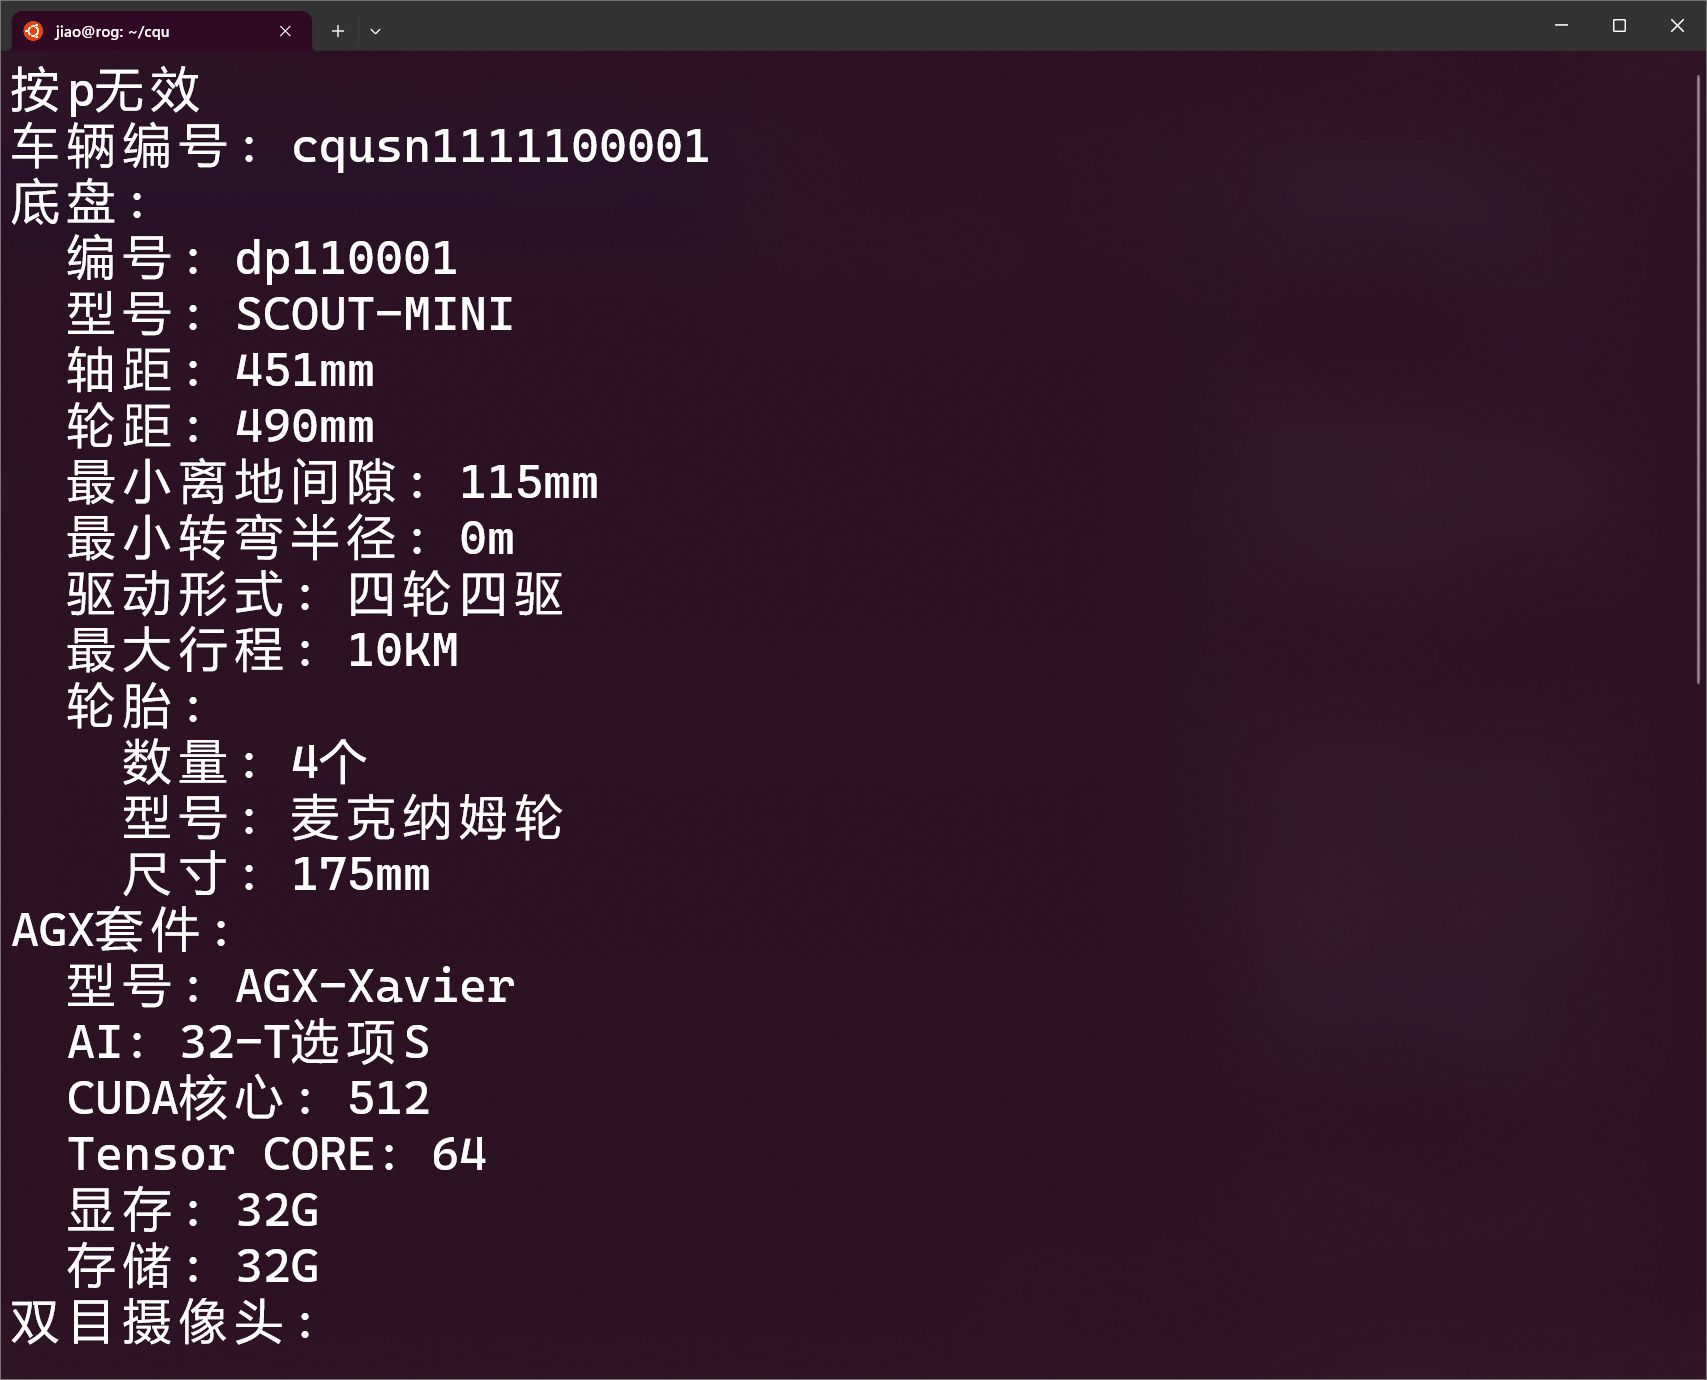 jiao@rog: ~/cqu
按p无效
车辆编号: cqusn1111100001
底盘:
  编号: dp110001
  型号: SCOUT-MINI
  轴距: 451mm
  轮距: 490mm
  最小离地间隙: 115mm
  最小转弯半径: 0m
  驱动形式: 四轮四驱
  最大行程: 10KM
  轮胎:
    数量: 4个
    型号: 麦克纳姆轮
    尺寸: 175mm
AGX套件:
  型号: AGX-Xavier
  AI: 32-T选项S
  CUDA核心: 512
  Tensor CORE: 64
  显存: 32G
  存储: 32G
双目摄像头: